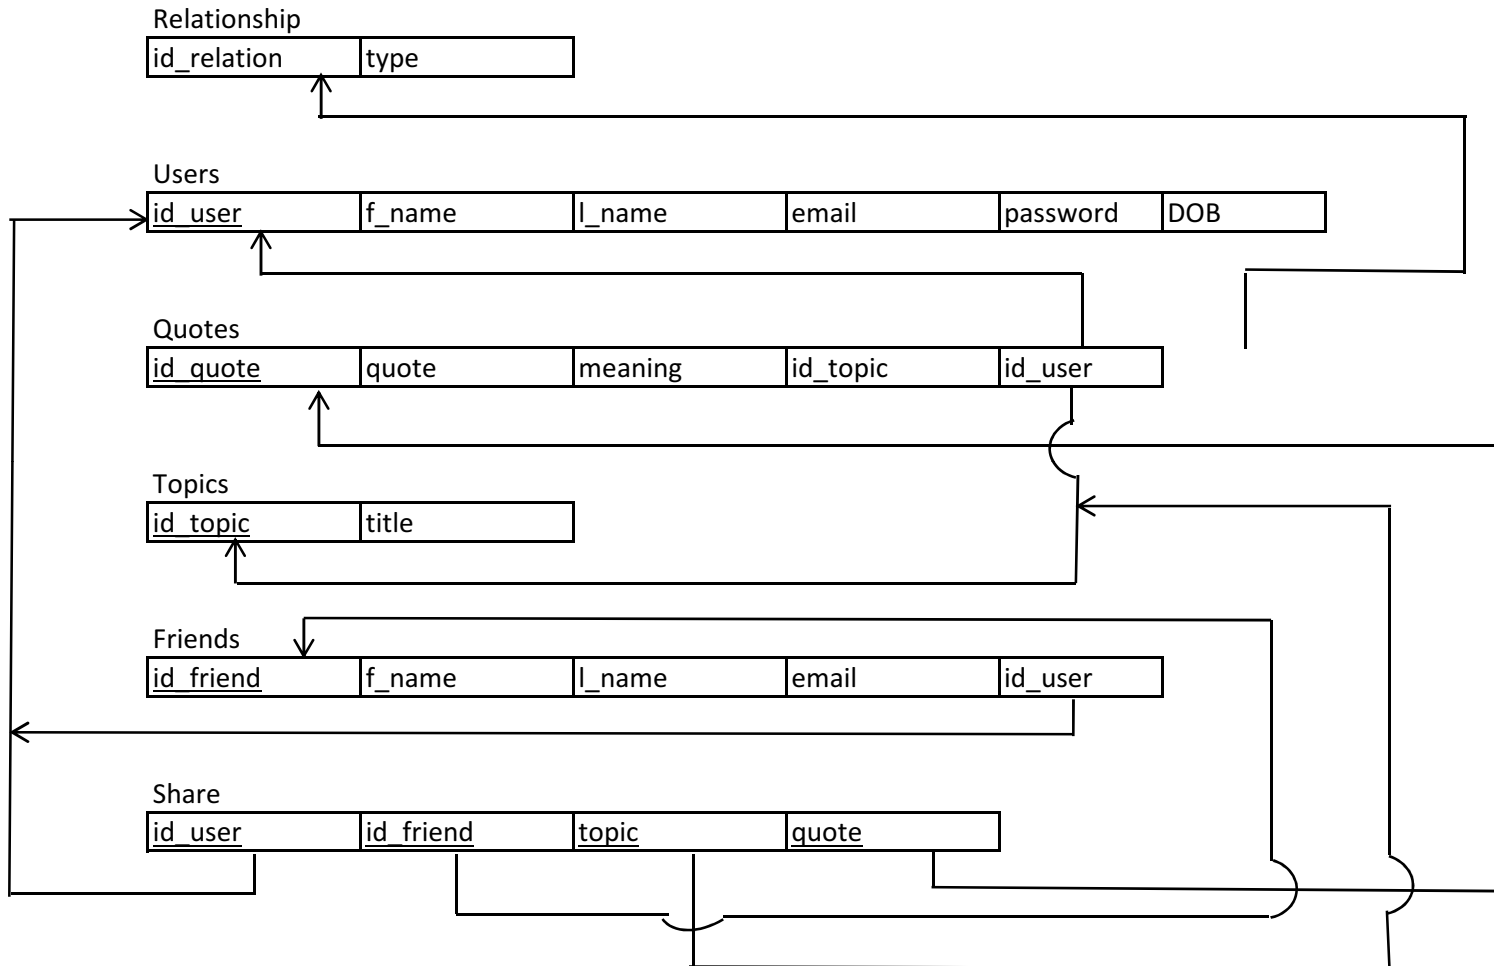 Relationship
id_relation type
Users
id_user f_name l_name email password DOB
Quotes
id_quote quote meaning id_topic id_user
Topics
id_topic title
Friends
id_friend f_name l_name email id_user
Share
id_user id_friend topic quote